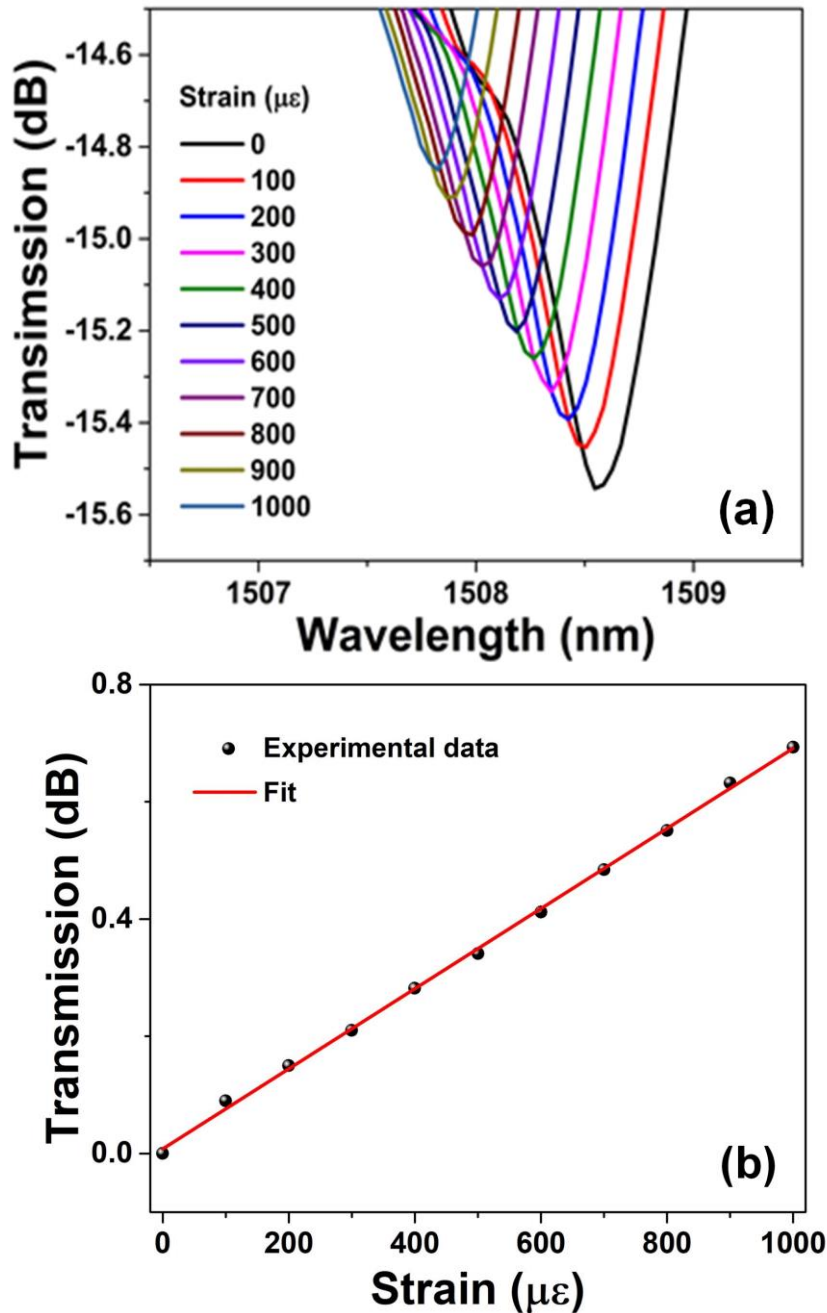 -14.6
-14.8
-15.0
-15.2
-15.4
-15.6
Transimssion (dB)
Strain (με)
0
100
200
300
400
500
600
700
800
900
1000
(a)
1507 1508 1509
Wavelength (nm)
0.8
0.4
0.0
Transmission (dB)
Experimental data
Fit
(b)
0 200 400 600 800 1000
Strain (με)